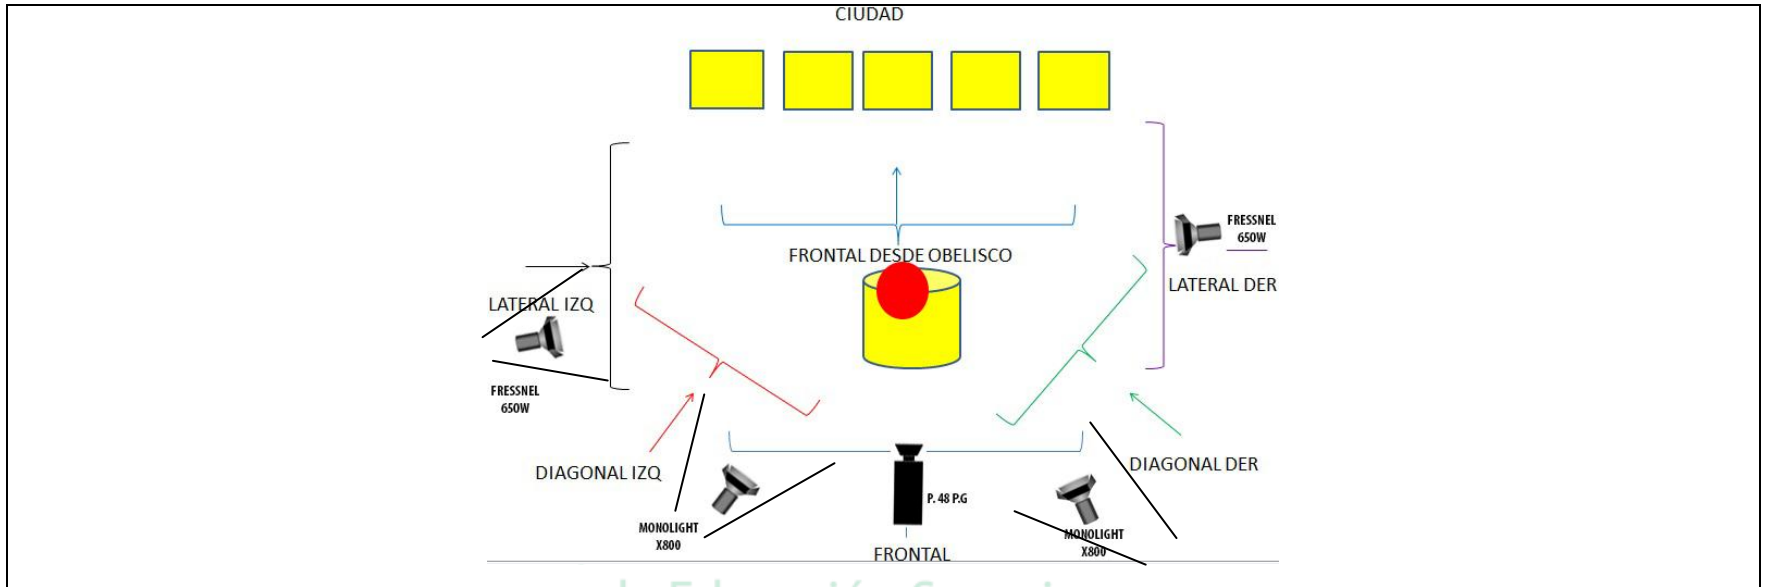 CIUDAD
FRONTAL DESDE OBELISCO
FRESSNEL
650W
LATERAL DER
LATERAL IZQ
FRESSNEL
650W
DIAGONAL IZQ
DIAGONAL DER
P. 48 P.G
MONOLIGHT
X800
MONOLIGHT
X800
FRONTAL